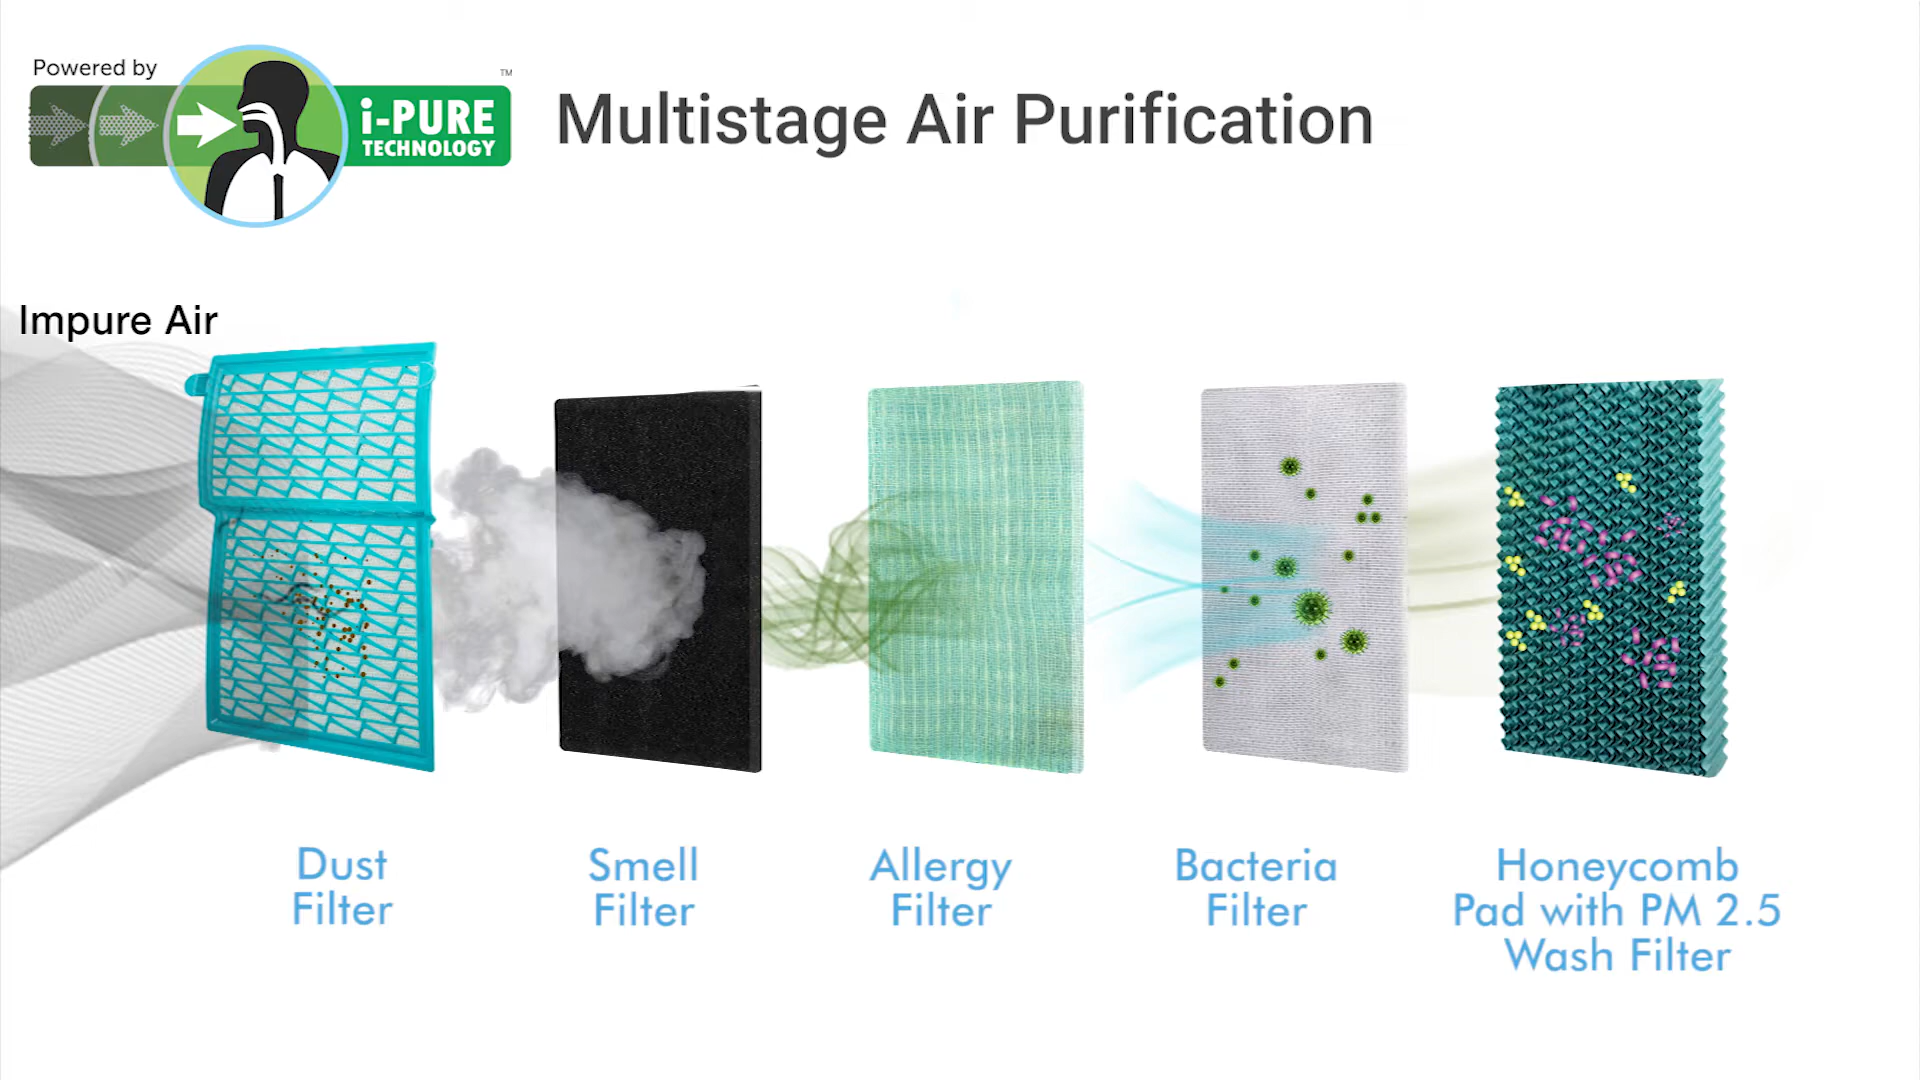 Powered by
TM
i-PURE
TECHNOLOGY
Multistage Air Purification
Impure Air
Dust
Filter
Smell
Filter
Allergy
Filter
Bacteria
Filter
Honeycomb
Pad with PM 2.5
Wash Filter